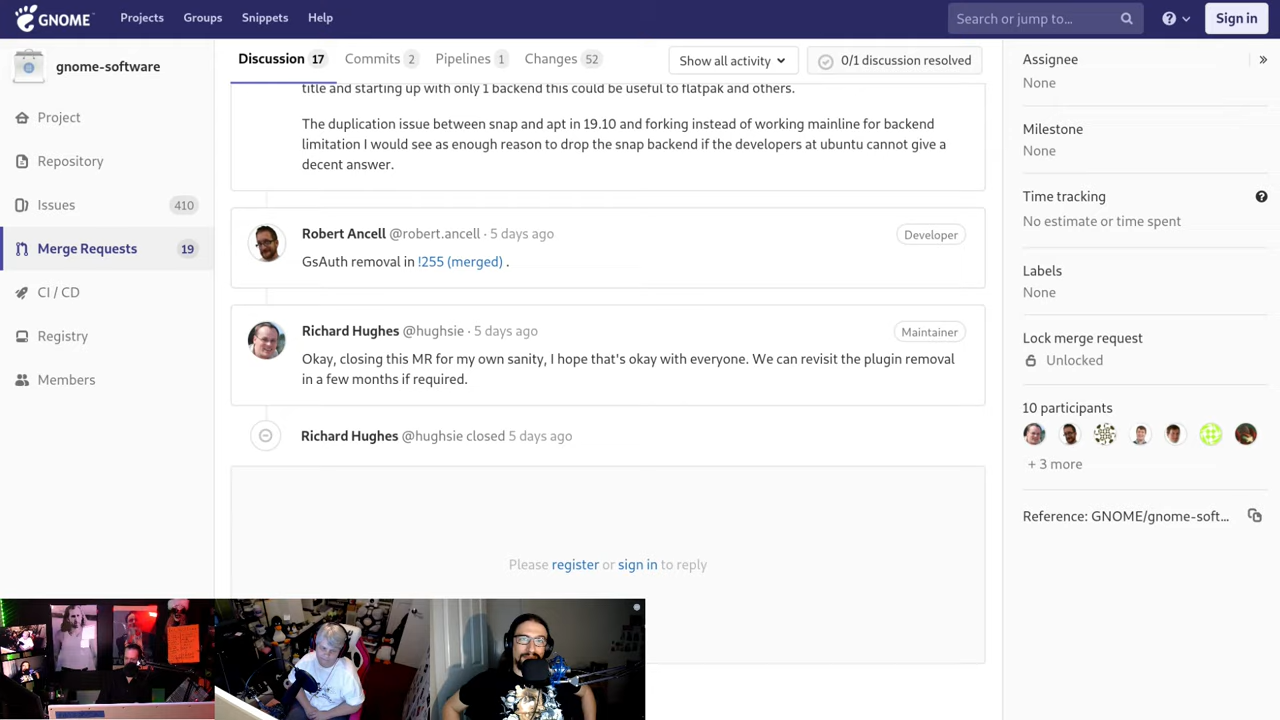 GNOME
Projects
Groups
Snippets
Help
Search or jump to...
Sign in
gnome-software
Project
Repository
Issues 410
Merge Requests 19
CI / CD
Registry
Members
Discussion 17
Commits 2
Pipelines 1
Changes 52
Show all activity
0/1 discussion resolved
title and starting up with only 1 backend this could be useful to flatpak and others.
The duplication issue between snap and apt in 19.10 and forking instead of working mainline for backend
limitation I would see as enough reason to drop the snap backend if the developers at ubuntu cannot give a
decent answer.
Robert Ancell @robert.ancell · 5 days ago
Developer
GsAuth removal in !255 (merged) .
Richard Hughes @hughsie · 5 days ago
Maintainer
Okay, closing this MR for my own sanity, I hope that's okay with everyone. We can revisit the plugin removal
in a few months if required.
Richard Hughes @hughsie closed 5 days ago
Please register or sign in to reply
Assignee
None
Milestone
None
Time tracking
No estimate or time spent
Labels
None
Lock merge request
Unlocked
10 participants
+ 3 more
Reference: GNOME/gnome-soft...